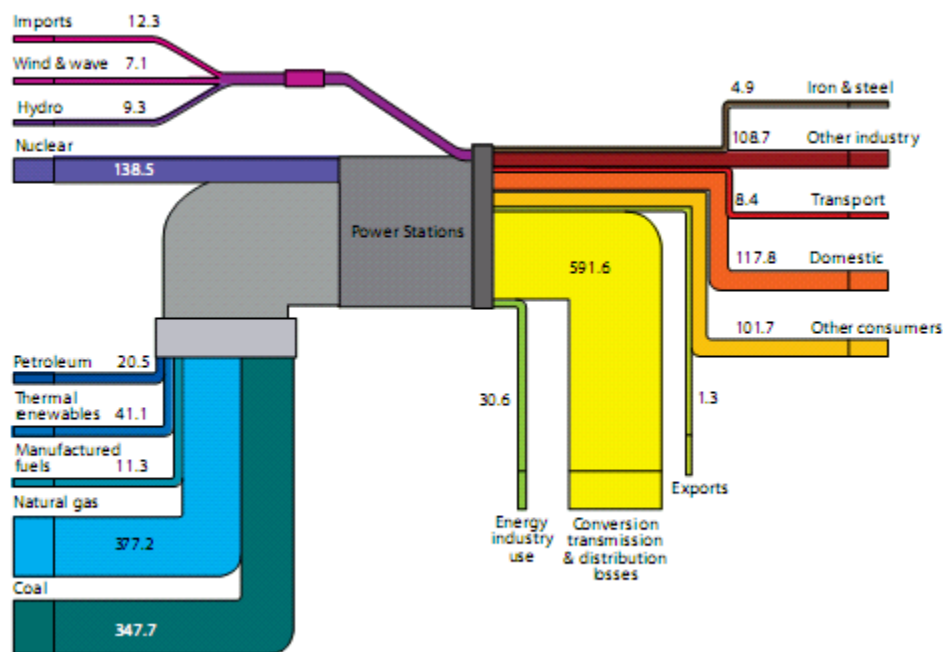 Imports 12.3
Wind & wave 7.1
Hydro 9.3
Nuclear
138.5
Petroleum 20.5
Thermal
renewables 41.1
Manufactured
fuels 11.3
Natural gas
377.2
Coal
347.7
Power Stations
591.6
30.6
Energy
industry
use
Conversion
transmission
& distribution
losses
1.3
Exports
4.9 Iron & steel
108.7 Other industry
8.4 Transport
117.8 Domestic
101.7 Other consumers